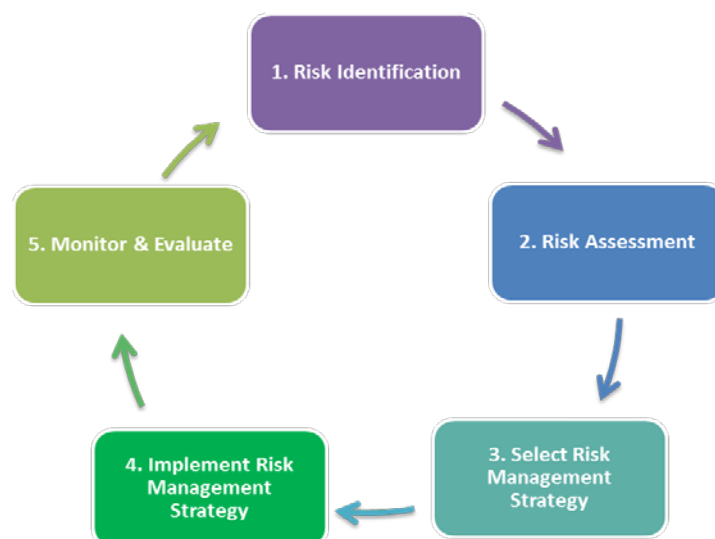 1. Risk Identification
2. Risk Assessment
3. Select Risk
Management
Strategy
4. Implement Risk
Management
Strategy
5. Monitor & Evaluate